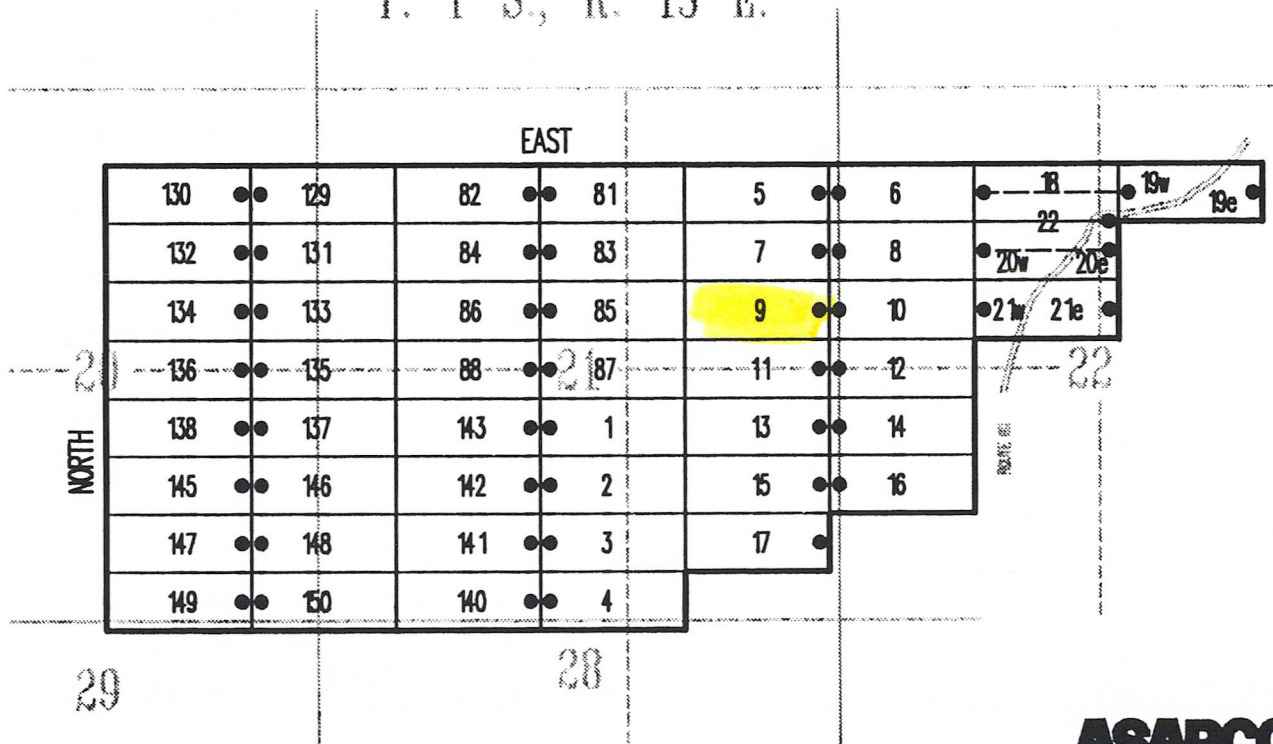 T. 1 S., R. 15 E.
EAST
130 129 82 81 5 6 18 19w 19e
22
132 131 84 83 7 8 20w 20e
134 133 86 85 9 10 21w 21e
20 136 135 88 21 87 11 12 22
NORTH
138 137 143 1 13 14
145 146 142 2 15 16
147 148 141 3 17
149 150 140 4
29 28
ASARCO